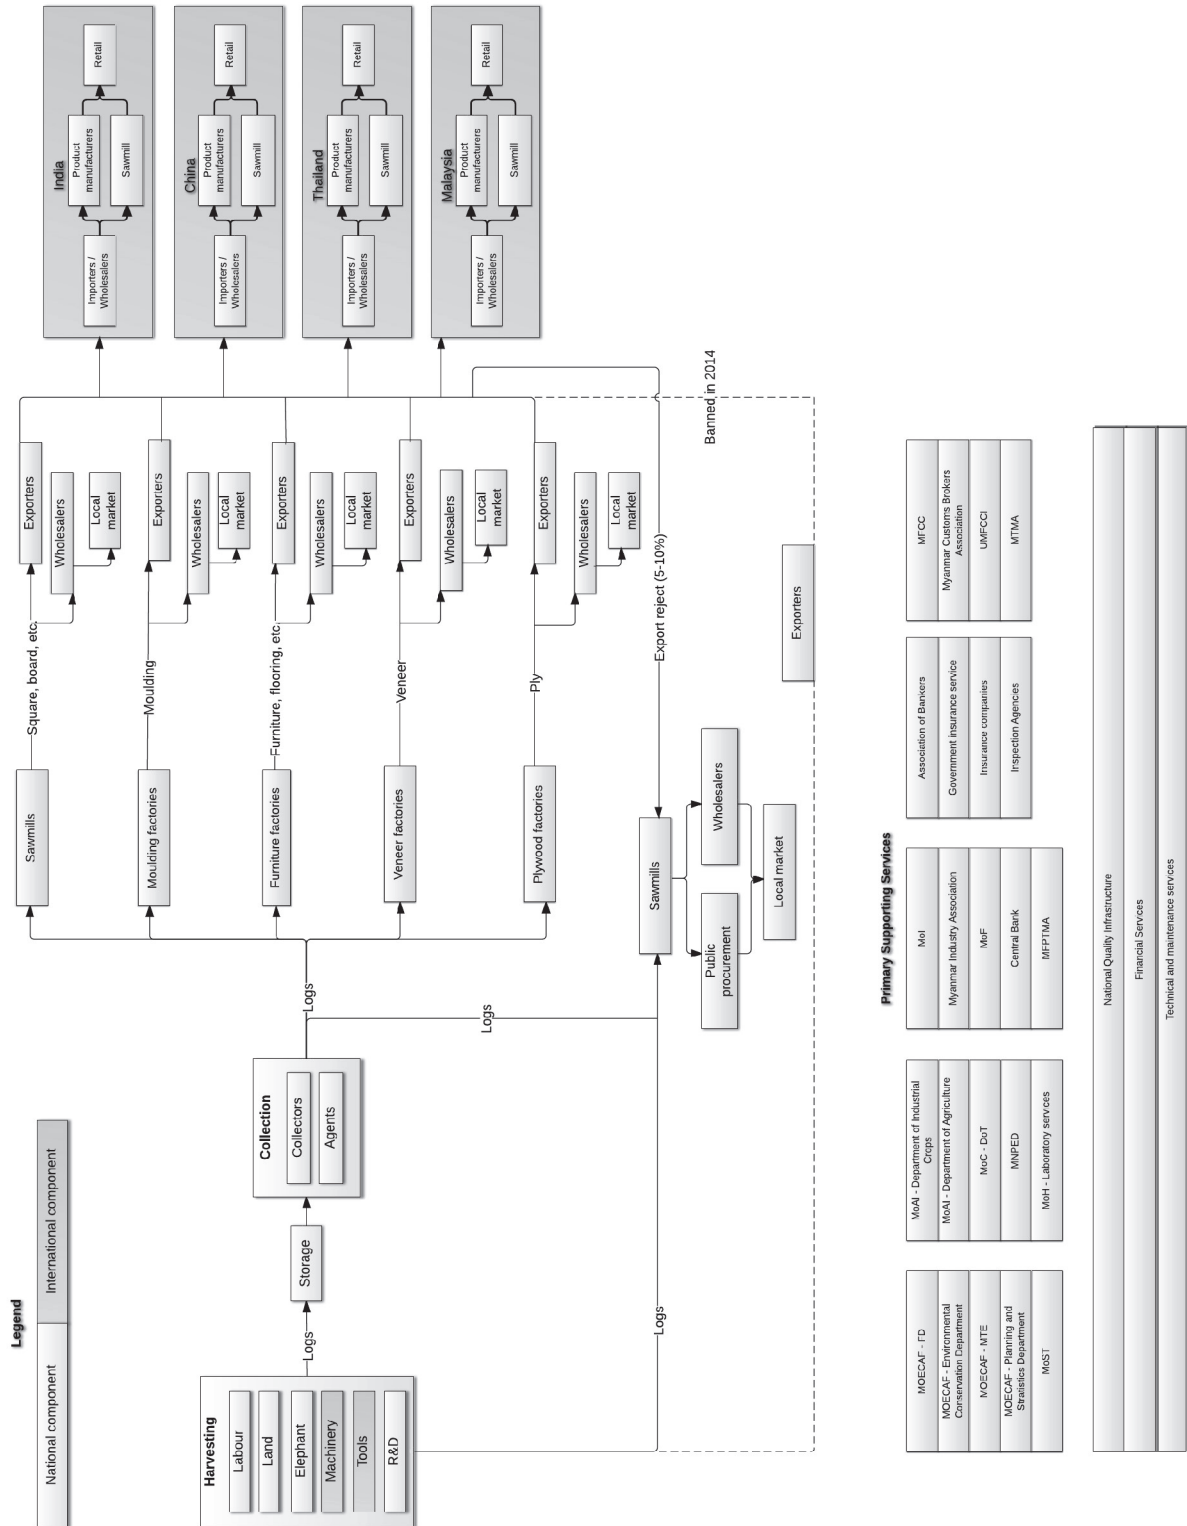 Legend
National component
International component
Harvesting
Labour
Land
Elephant
Machinery
Tools
R&D
Logs
Storage
Collection
Collectors
Agents
Logs
Logs
Logs
Sawmills
Square, board, etc.
Exporters
Wholesalers
Local
market
Moulding factories
Moulding
Exporters
Wholesalers
Local
market
Furniture factories
Furniture, flooring, etc.
Exporters
Wholesalers
Local
market
Veneer factories
Veneer
Exporters
Wholesalers
Local
market
Plywood factories
Ply
Exporters
Wholesalers
Local
market
India
Importers /
Wholesalers
Product
manufacturers
Sawmill
Retail
China
Importers /
Wholesalers
Product
manufacturers
Sawmill
Retail
Thailand
Importers /
Wholesalers
Product
manufacturers
Sawmill
Retail
Malaysia
Importers /
Wholesalers
Product
manufacturers
Sawmill
Retail
Sawmills
Export reject (5-10%)
Public
procurement
Wholesalers
Local market
Exporters
Banned in 2014
Primary Supporting Services
MOECAF - FD
MOECAF - Environmental
Conservation Department
MOECAF - MTE
MOECAF - Planning and
Stratistics Department
MoST
MoAI - Department of Industrial
Crops
MoAI - Department of Agriculture
MoC - DoT
MNPED
MoH - Laboratory services
MoI
Myanmar Industry Association
MoF
Central Bank
MFPTMA
Association of Bankers
Government insurance service
Insurance companies
Inspection Agencies
MFCC
Myanmar Customs Brokers
Association
UMFCCI
MTMA
National Quality Infrastructure
Financial Services
Technical and maintenance services